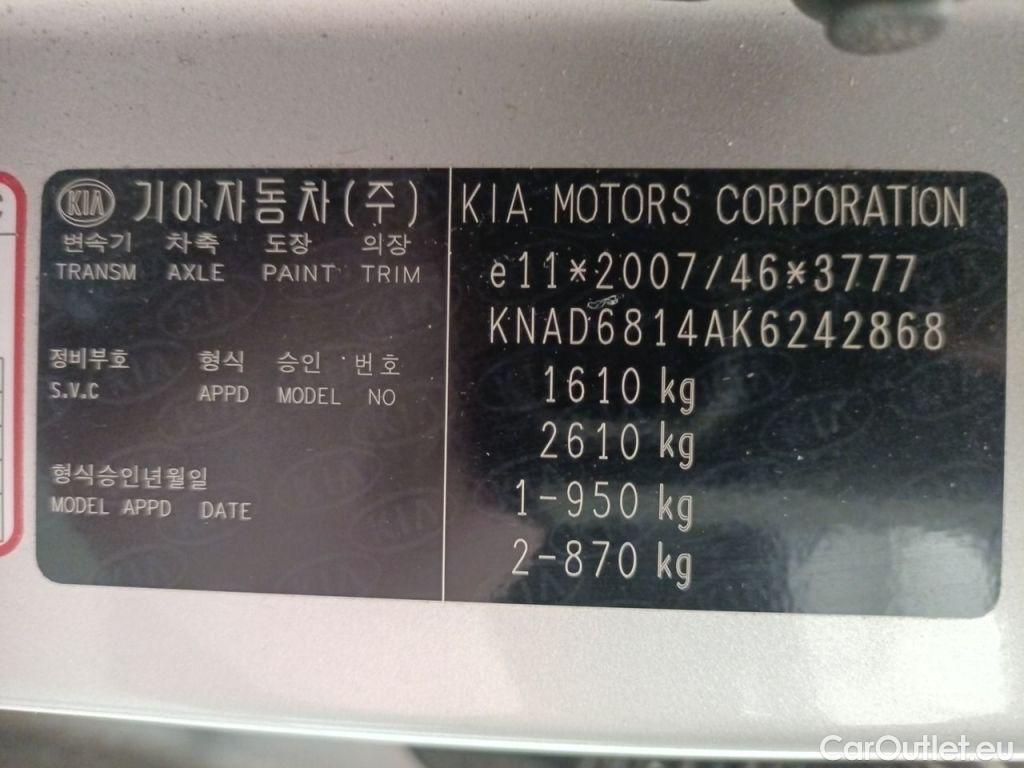 KIA 기아자동차(주)
변속기 차축 도장 의장
TRANSM AXLE PAINT TRIM
정비부호 형식 승인 번호
S.V.C APPD MODEL NO
형식승인년월일
MODEL APPD DATE
KIA MOTORS CORPORATION
e11*2007/46*3777
KNAD6814AK6242868
1610 kg
2610 kg
1-950 kg
2-870 kg
CarOutlet.eu